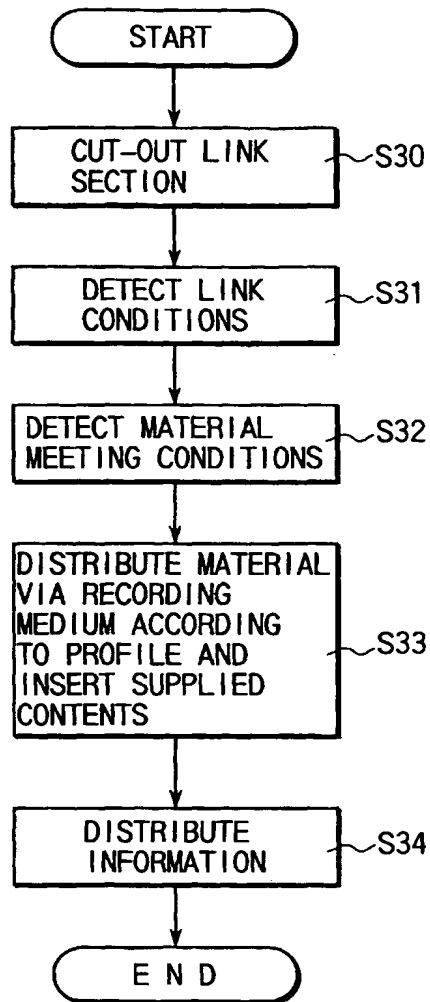 START
CUT-OUT LINK
SECTION
S30
DETECT LINK
CONDITIONS
S31
DETECT MATERIAL
MEETING CONDITIONS
S32
DISTRIBUTE MATERIAL
VIA RECORDING
MEDIUM ACCORDING
TO PROFILE AND
INSERT SUPPLIED
CONTENTS
S33
DISTRIBUTE
INFORMATION
S34
END